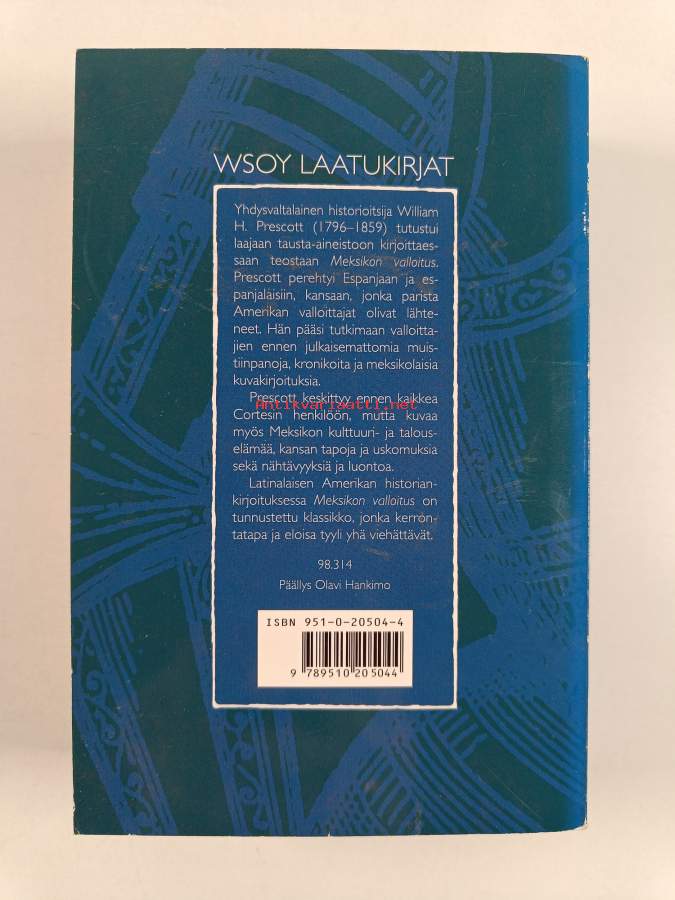 WSOY LAATUKIRJAT
Yhdysvaltalainen historioitsija William
H. Prescott (1796–1859) tutustui
laajaan tausta-aineistoon kirjoittaes-
saan teostaan Meksikon valloitus.
Prescott perehtyi Espanjaan ja es-
panjalaisiin, kansaan, jonka parista
Amerikan valloittajat olivat lähte-
neet. Hän pääsi tutkimaan valloitta-
jien ennen julkaisemattomia muis-
tiinpanoja, kronikoita ja meksikolaisia
kuvakirjoituksia.
Prescott keskittyy ennen kaikkea
Antikvariaatti.net
Cortesin henkilöön, mutta kuvaa
myös Meksikon kulttuuri- ja talous-
elämää, kansan tapoja ja uskomuksia
sekä nähtävyyksiä ja luontoa.
Latinalaisen Amerikan historian-
kirjoituksessa Meksikon valloitus on
tunnustettu klassikko, jonka kerron-
tatapa ja eloisa tyyli yhä viehättävät.
98.314
Päällys Olavi Hankimo
ISBN 951-0-20504-4
9 789510 205044